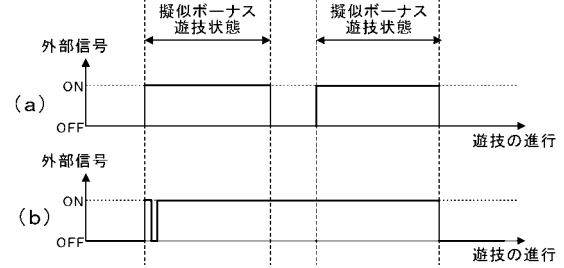 擬似ボーナス
遊技状態
擬似ボーナス
遊技状態
外部信号
(a)
ON
OFF
遊技の進行
外部信号
(b)
ON
OFF
遊技の進行